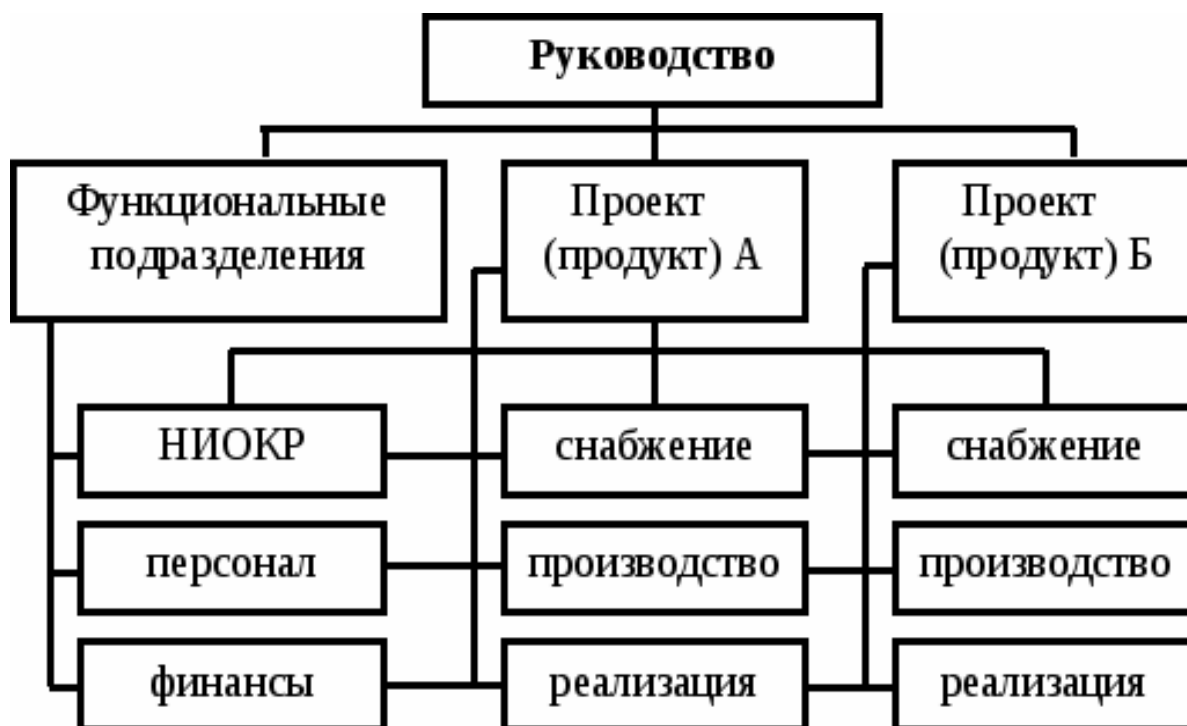 Руководство
Функциональные
подразделения
Проект
(продукт) А
Проект
(продукт) Б
НИОКР
снабжение
снабжение
персонал
производство
производство
финансы
реализация
реализация